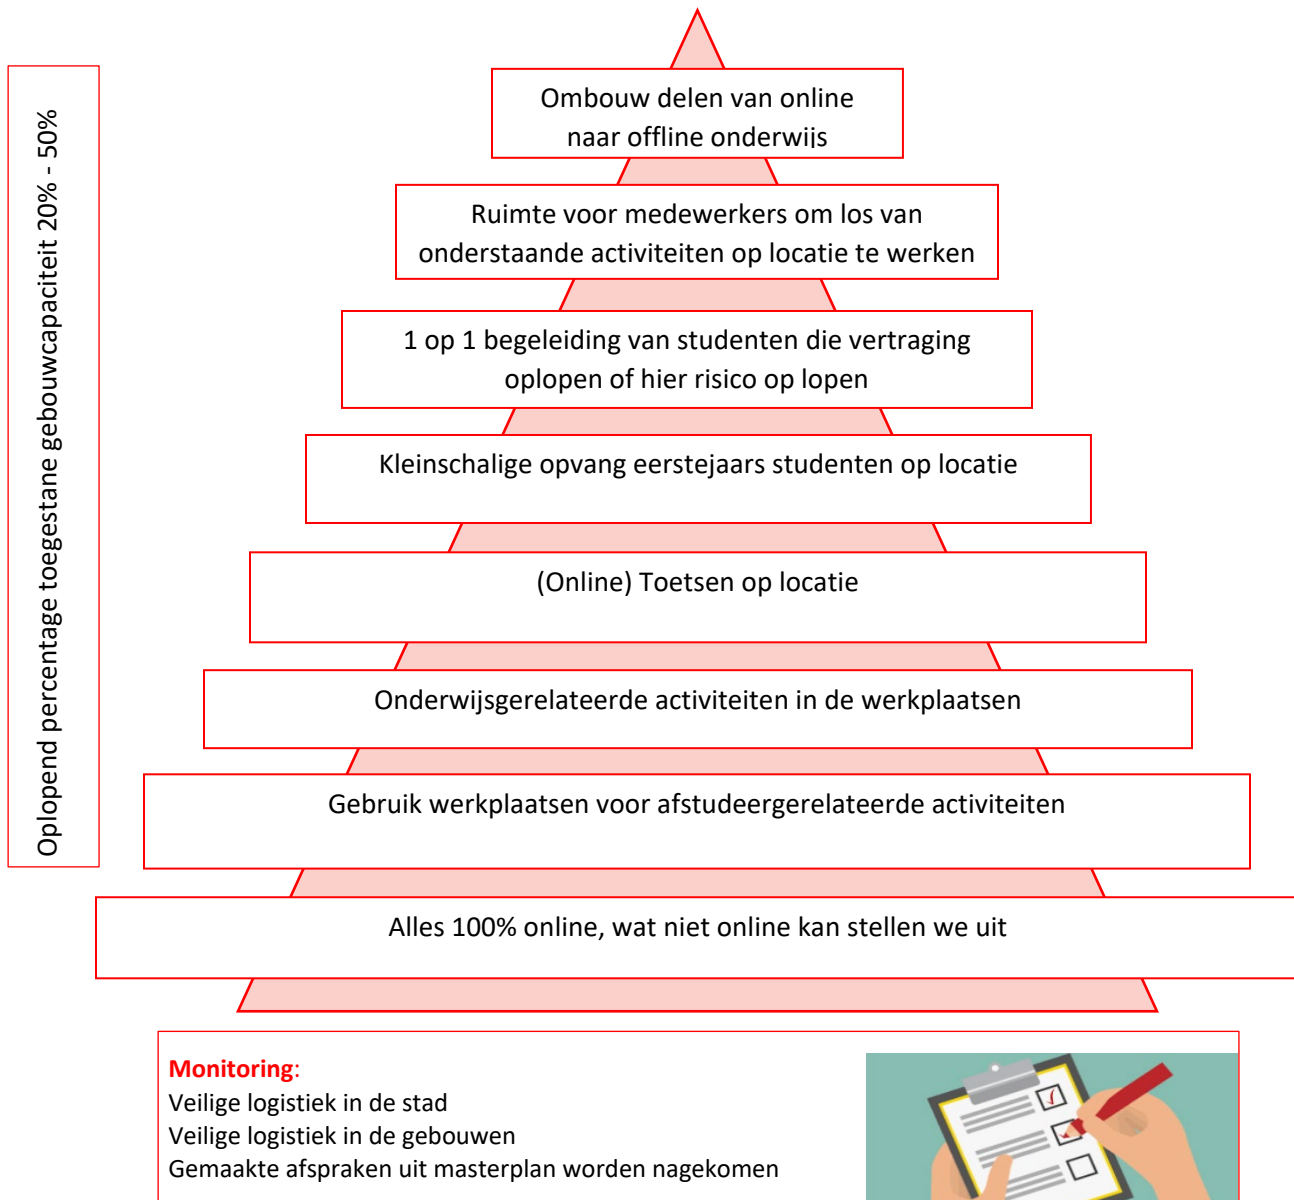 Oplopend percentage toegestane gebouwcapaciteit 20% - 50%
Ombouw delen van online
naar offline onderwijs
Ruimte voor medewerkers om los van
onderstaande activiteiten op locatie te werken
1 op 1 begeleiding van studenten die vertraging
oplopen of hier risico op lopen
Kleinschalige opvang eerstejaars studenten op locatie
(Online) Toetsen op locatie
Onderwijsgerelateerde activiteiten in de werkplaatsen
Gebruik werkplaatsen voor afstudeergerelateerde activiteiten
Alles 100% online, wat niet online kan stellen we uit
Monitoring:
Veilige logistiek in de stad
Veilige logistiek in de gebouwen
Gemaakte afspraken uit masterplan worden nagekomen